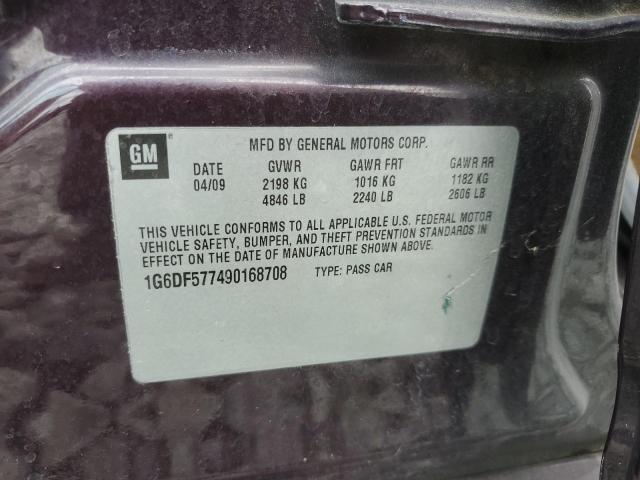 GM®
MFD BY GENERAL MOTORS CORP.
DATE GVWR GAWR FRT GAWR RR
04/09 2198 KG 1016 KG 1182 KG
4846 LB 2240 LB 2606 LB
THIS VEHICLE CONFORMS TO ALL APPLICABLE U.S. FEDERAL MOTOR
VEHICLE SAFETY, BUMPER, AND THEFT PREVENTION STANDARDS IN
EFFECT ON THE DATE OF MANUFACTURE SHOWN ABOVE.
1G6DF577490168708 TYPE: PASS CAR